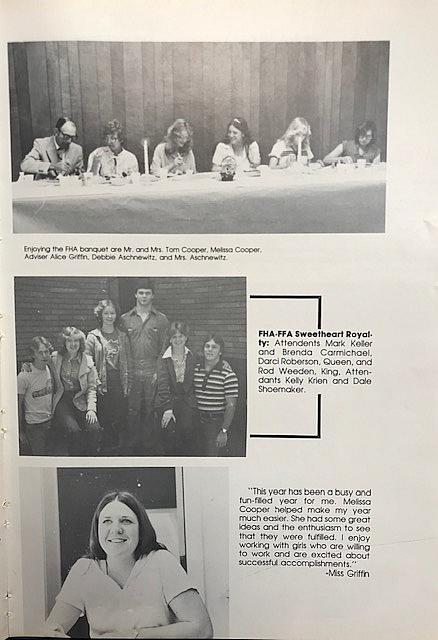 Enjoying the FHA banquet are Mr. and Mrs. Tom Cooper, Melissa Cooper,
Adviser Alice Griffin, Debbie Aschnewitz, and Mrs. Aschnewitz.
FHA-FFA Sweetheart Royal-
ty: Attendents Mark Keller
and Brenda Carmichael,
Darci Roberson, Queen, and
Rod Weeden, King, Atten-
dants Kelly Krien and Dale
Shoemaker.
"This year has been a busy and
fun-filled year for me. Melissa
Cooper helped make my year
much easier. She had some great
ideas and the enthusiasm to see
that they were fulfilled. I enjoy
working with girls who are willing
to work and are excited about
successful accomplishments."
-Miss Griffin